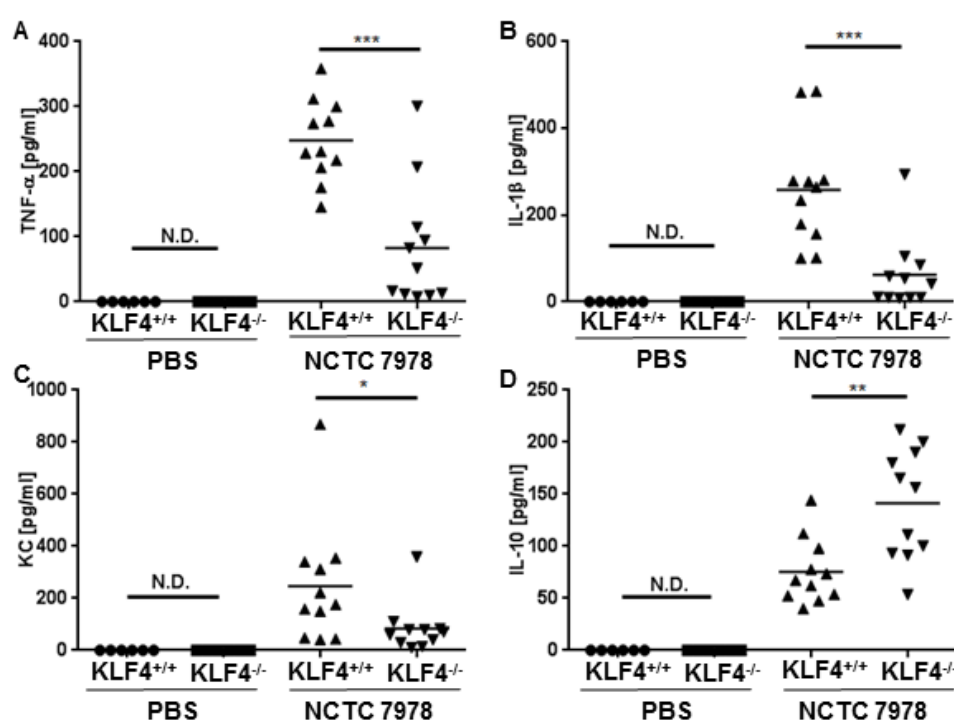 A
TNF-α [pg/ml]
400
300
200
100
0
***
N.D.
KLF4+/+ KLF4-/- KLF4+/+ KLF4-/-
PBS NCTC 7978
B
IL-1β [pg/ml]
600
400
200
0
***
N.D.
KLF4+/+ KLF4-/- KLF4+/+ KLF4-/-
PBS NCTC 7978
C
KC [pg/ml]
1000
800
600
400
200
0
*
N.D.
KLF4+/+ KLF4-/- KLF4+/+ KLF4-/-
PBS NCTC 7978
D
IL-10 [pg/ml]
250
200
150
100
50
0
**
N.D.
KLF4+/+ KLF4-/- KLF4+/+ KLF4-/-
PBS NCTC 7978